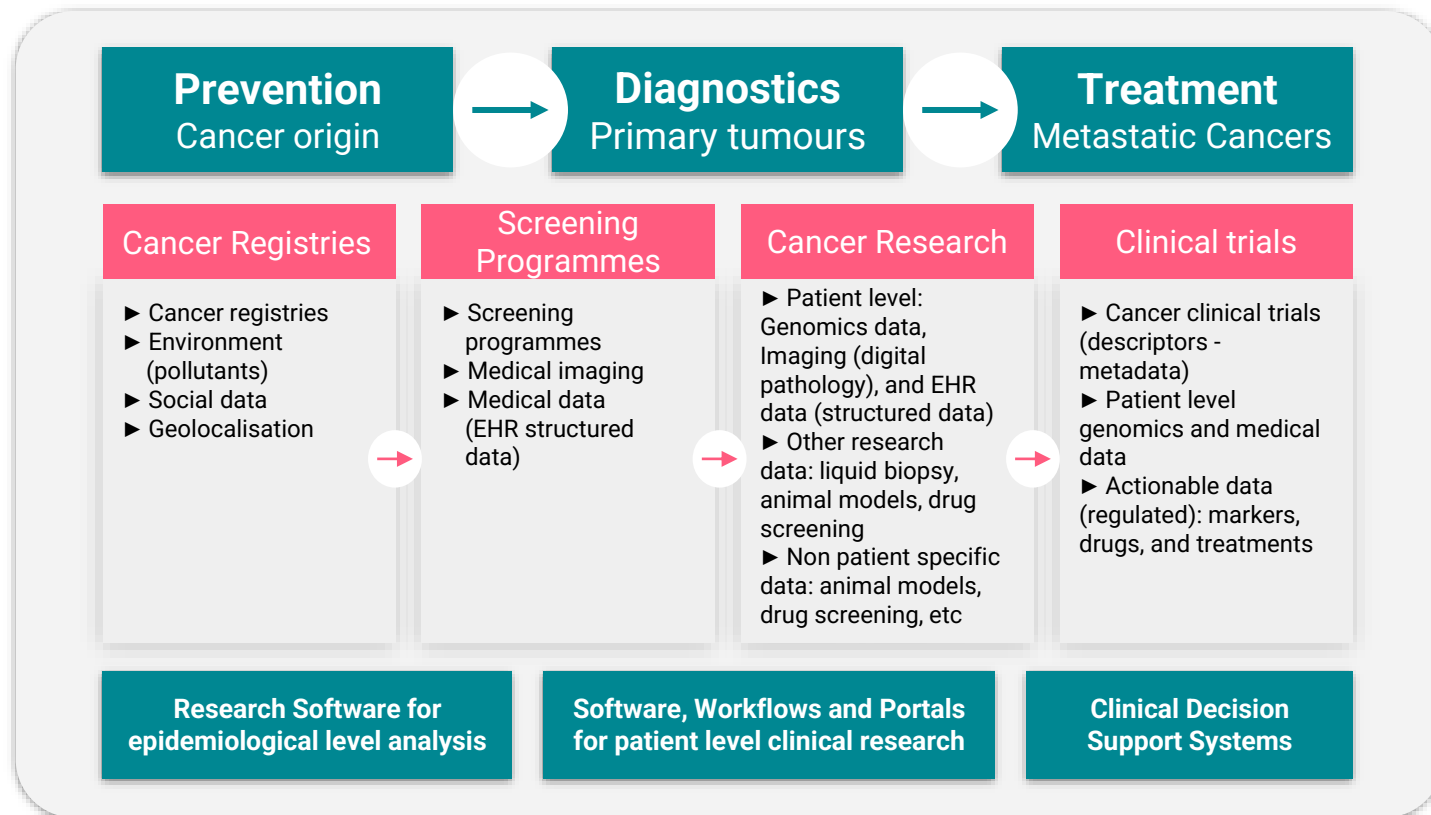 Prevention
Cancer origin
Diagnostics
Primary tumours
Treatment
Metastatic Cancers
Cancer Registries
► Cancer registries
► Environment
(pollutants)
► Social data
► Geolocalisation
Screening
Programmes
► Screening
programmes
► Medical imaging
► Medical data
(EHR structured
data)
Cancer Research
► Patient level:
Genomics data,
Imaging (digital
pathology), and EHR
data (structured data)
► Other research
data: liquid biopsy,
animal models, drug
screening
► Non patient specific
data: animal models,
drug screening, etc
Clinical trials
► Cancer clinical trials
(descriptors -
metadata)
► Patient level
genomics and medical
data
► Actionable data
(regulated): markers,
drugs, and treatments
Research Software for
epidemiological level analysis
Software, Workflows and Portals
for patient level clinical research
Clinical Decision
Support Systems